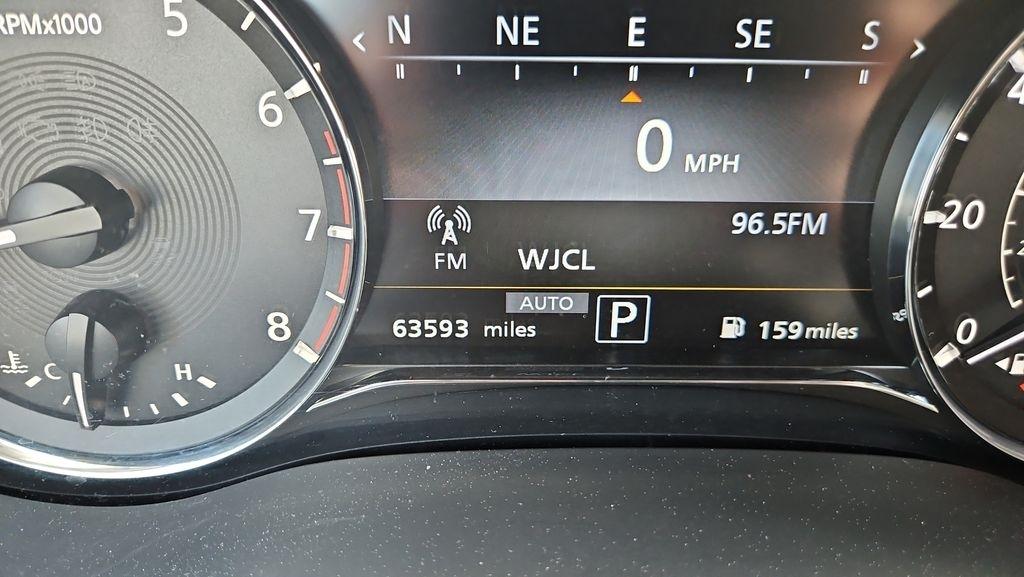 RPMx1000
5
6
7
8
C
H
< N NE E SE S >
0 MPH
96.5FM
FM
WJCL
AUTO
63593 miles
P
159 miles
20
0